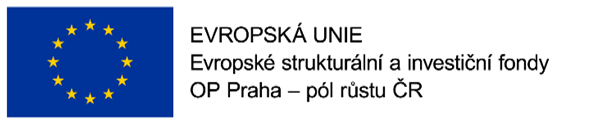 EVROPSKÁ UNIE
Evropské strukturální a investiční fondy
OP Praha – pól růstu ČR